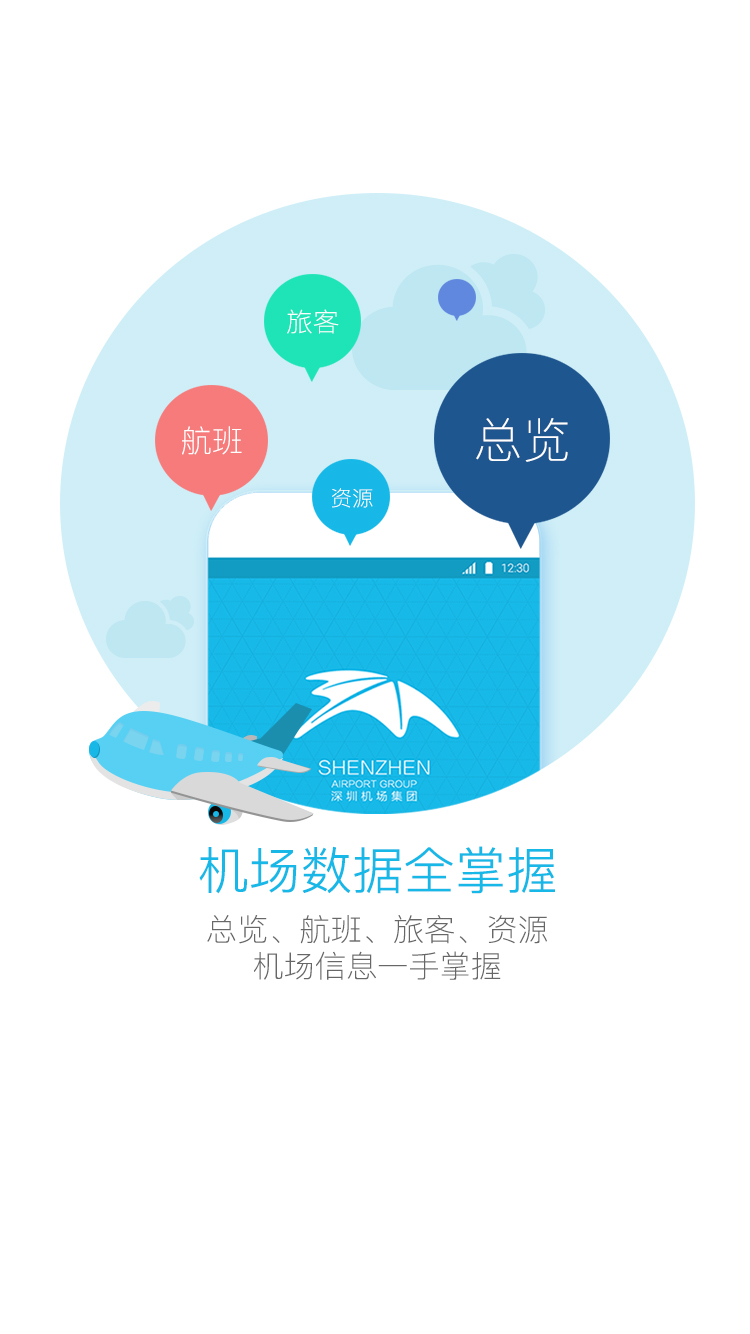 旅客
总览
航班
资源
12:30
SHENZHEN
AIRPORT GROUP
深圳机场集团
机场数据全掌握
总览、航班、旅客、资源
机场信息一手掌握